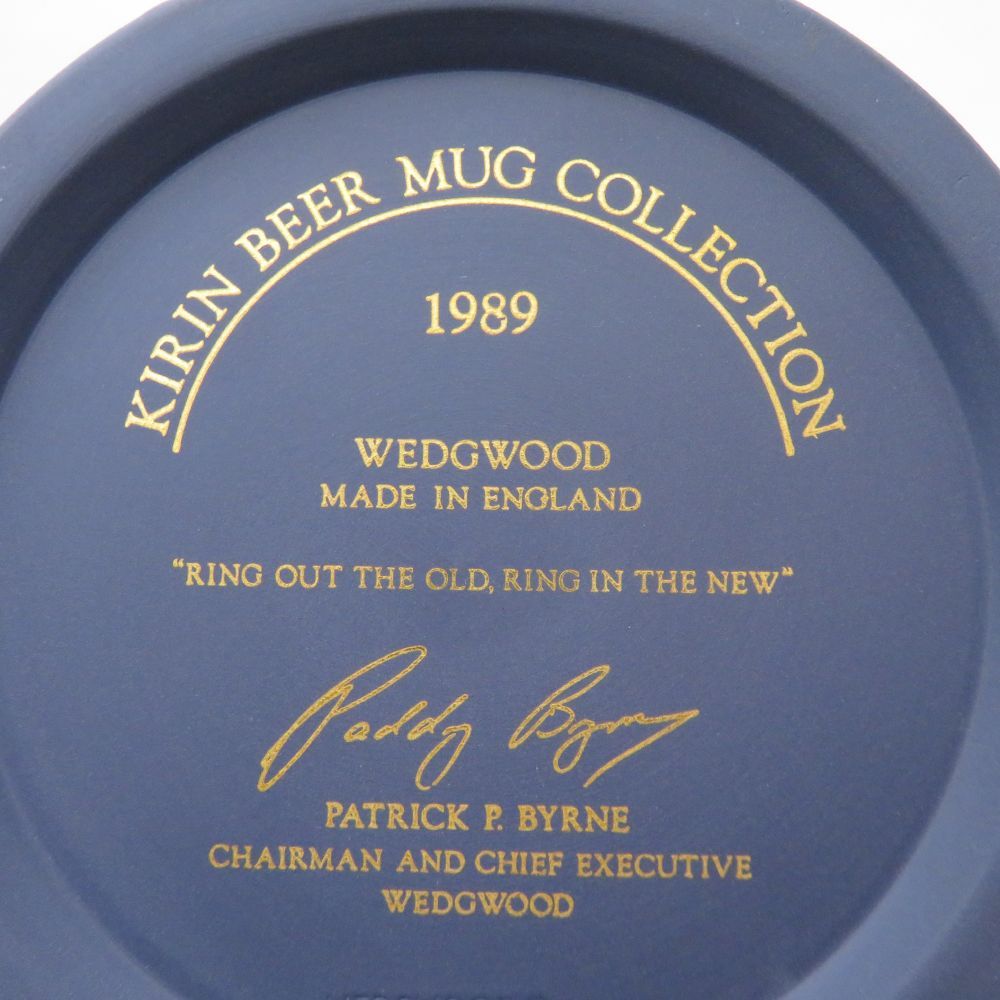 KIRIN BEER MUG COLLECTION
1989
WEDGWOOD
MADE IN ENGLAND
"RING OUT THE OLD, RING IN THE NEW"
Paddy Byrne
PATRICK P. BYRNE
CHAIRMAN AND CHIEF EXECUTIVE
WEDGWOOD